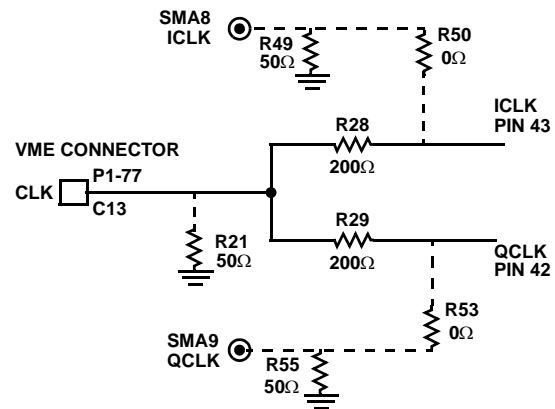 SMA8
ICLK
R49
50Ω
R50
0Ω
ICLK
PIN 43
R28
200Ω
VME CONNECTOR
CLK
P1-77
C13
R29
200Ω
R21
50Ω
QCLK
PIN 42
R53
0Ω
SMA9
QCLK
R55
50Ω